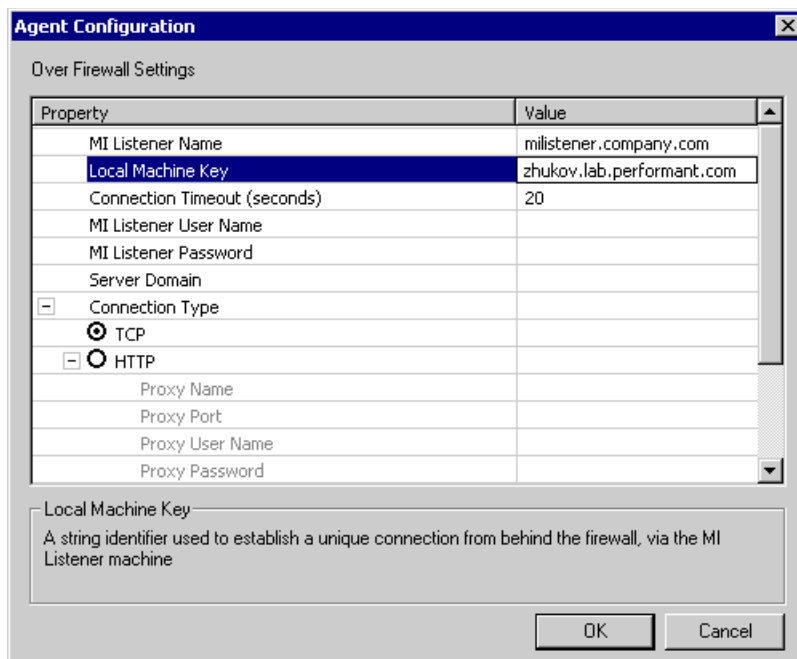 Agent Configuration
Over Firewall Settings
Property Value
MI Listener Name milistener.company.com
Local Machine Key zhukov.lab.performant.com
Connection Timeout (seconds) 20
MI Listener User Name
MI Listener Password
Server Domain
Connection Type
TCP
HTTP
Proxy Name
Proxy Port
Proxy User Name
Proxy Password
Local Machine Key
A string identifier used to establish a unique connection from behind the firewall, via the MI
Listener machine
OK Cancel